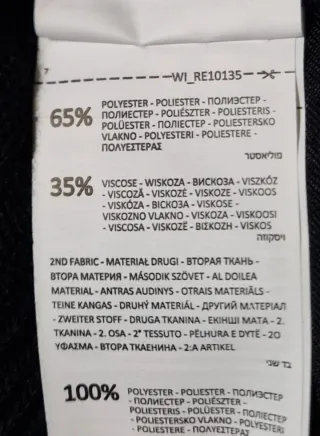 WI_RE10135
65% POLYESTER - POLIESTER - ПОЛИЭСТЕР -
- ПОЛИЕСТЕР - POLIÉSZTER - POLIESTERIS -
- POLÜESTER - ПОЛІЕСТЕР - POLIESTERSKO
VLAKNO - POLYESTERI - POLIESTERE -
- ΠΟΛΥΕΣΤΕΡΑΣ
פוליאסטר
35% VISCOSE - WISKOZA - ВИСКОЗА - VISZKÓZ
- VISCOZĂ - VISKOZĖ - VISKOZE - VISKOOS
- VISKÓZA - ВІСКОЗА - VISKOSE -
- VISKOZNO VLAKNO - VISKOZA - VISKOOSI
- VISCOSA - VISKOZË - ΒΙΣΚΟΖΗ - VISKOS
ויסקוזה
2ND FABRIC - MATERIAŁ DRUGI - ВТОРАЯ ТКАНЬ -
ВТОРА МАТЕРИЯ - MÁSODIK SZÖVET - AL DOILEA
MATERIAL - ANTRAS AUDINYS - OTRAIS MATERIĀLS -
TEINE KANGAS - DRUHÝ MATERIÁL - ДРУГИЙ МАТЕРІАЛ
- ZWEITER STOFF - DRUGA TKANINA - ЕКІНШІ МАТА - 2.
TKANINA - 2. OSA - 2° TESSUTO - PËLHURA E DYTË - 2Ο
ΥΦΑΣΜΑ - ВТОРА ТКАЕНИНА - 2:A ARTIKEL
בד שני
100% POLYESTER - POLIESTER - ПОЛИЭСТЕР
- ПОЛИЕСТЕР - POLIÉSZTER -
POLIESTERIS - POLÜESTER - ПОЛІЕСТЕР
- POLIESTERSKO VLAKNO - POLYESTERI
- POLIESTERE - ΠΟΛΥΕΣΤΕΡΑΣ